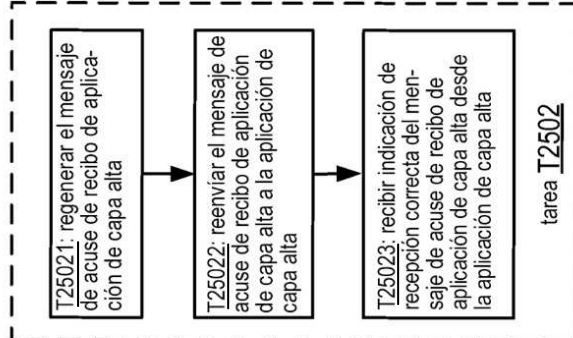 T25021: regenerar el mensaje
de acuse de recibo de aplica-
ción de capa alta
T25022: reenvíar el mensaje de
acuse de recibo de aplicación
de capa alta a la aplicación de
capa alta
T25023: recibir indicación de
recepción correcta del men-
saje de acuse de recibo de
aplicación de capa alta desde
la aplicación de capa alta
tarea T2502